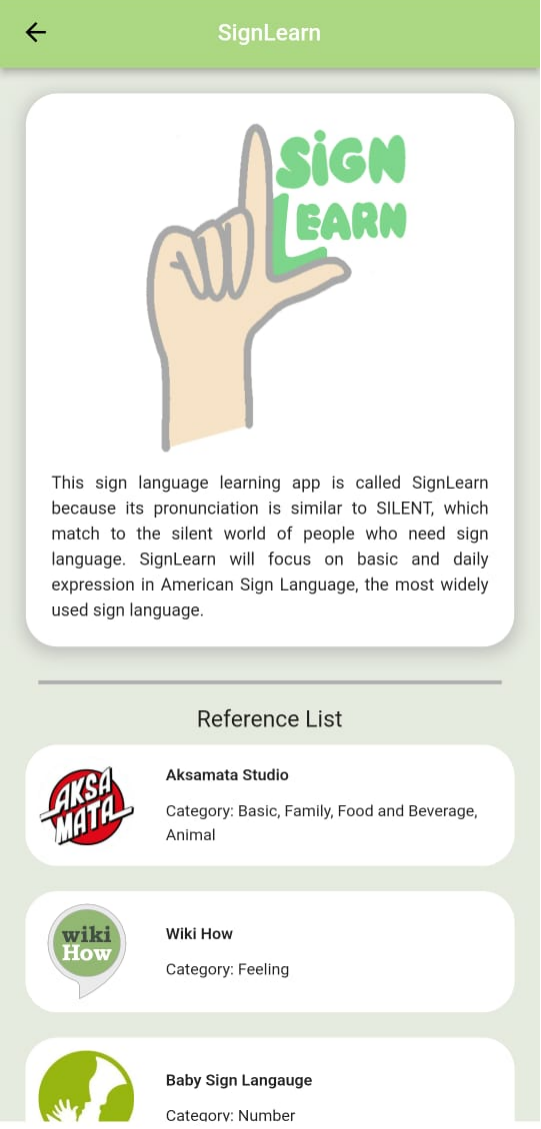 SignLearn
SiGN
LEARN
This sign language learning app is called SignLearn
because its pronunciation is similar to SILENT, which
match to the silent world of people who need sign
language. SignLearn will focus on basic and daily
expression in American Sign Language, the most widely
used sign language.
Reference List
AKSA
MATA
Aksamata Studio
Category: Basic, Family, Food and Beverage,
Animal
wiki
How
Wiki How
Category: Feeling
Baby Sign Langauge
Category: Number